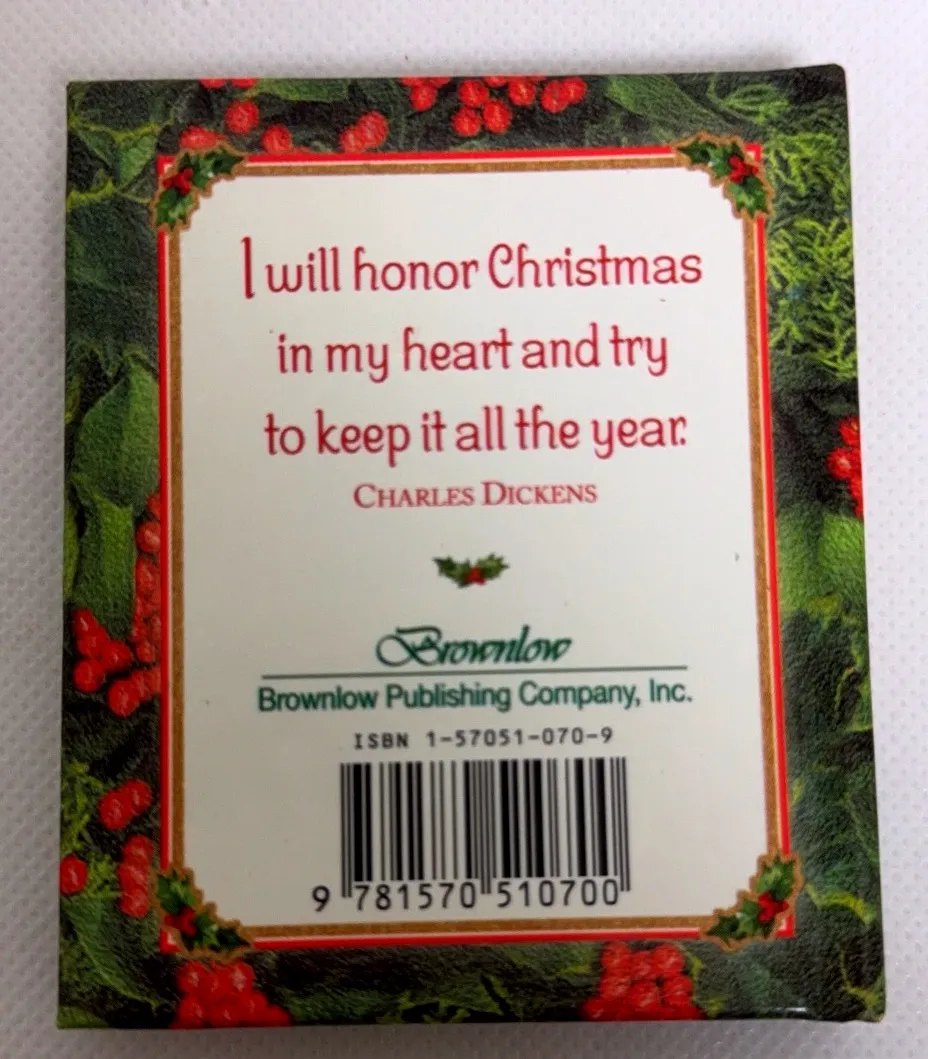 I will honor Christmas
in my heart and try
to keep it all the year.
CHARLES DICKENS
Brownlow
Brownlow Publishing Company, Inc.
ISBN 1-57051-070-9
9 781570 510700